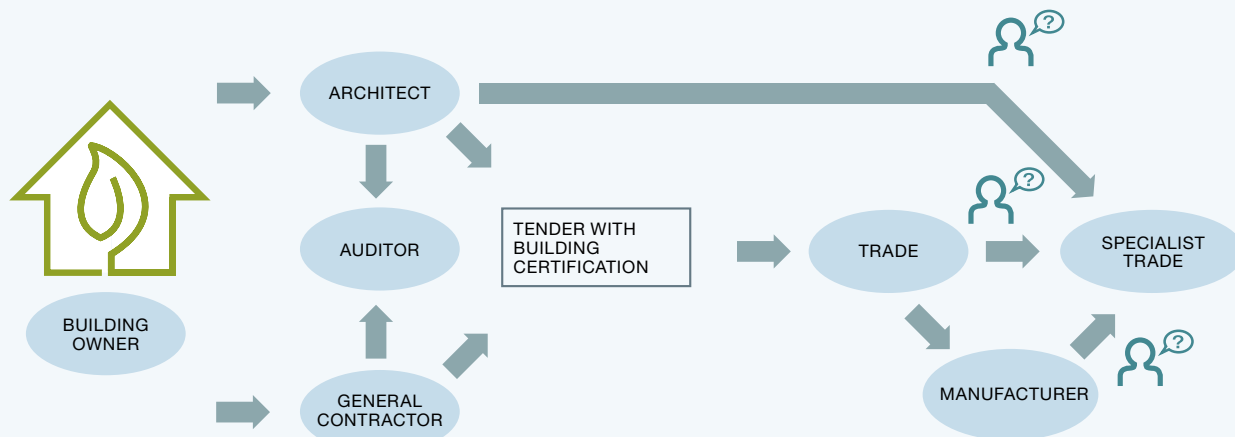 ?
ARCHITECT
?
TENDER WITH
BUILDING
CERTIFICATION
AUDITOR
TRADE
SPECIALIST
TRADE
BUILDING
OWNER
?
MANUFACTURER
GENERAL
CONTRACTOR